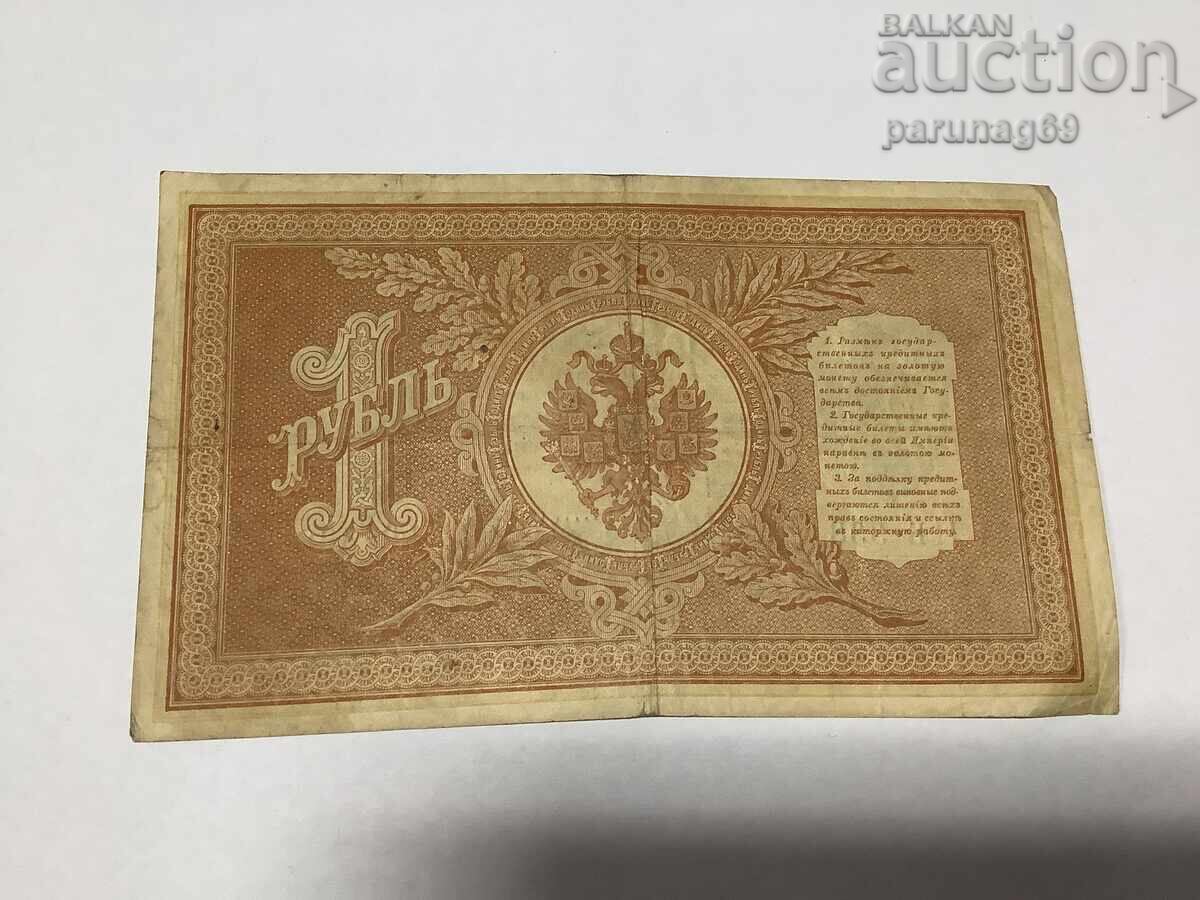 BALKAN
auction
parunag69
1
РУБЛЬ
1. Размѣнъ государ-
ственныхъ кредитныхъ
билетовъ на золотую
монету обезпечивается
всѣмъ достояніемъ Госу-
дарства.
2. Государственные кре-
дитные билеты имѣютъ
хожденіе во всей Имперіи
наравнѣ съ золотою мо-
нетою.
3. За поддѣлку кредит-
ныхъ билетовъ виновные под-
вергаются лишенію всѣхъ
правъ состоянія и ссылкѣ
въ каторжную работу.